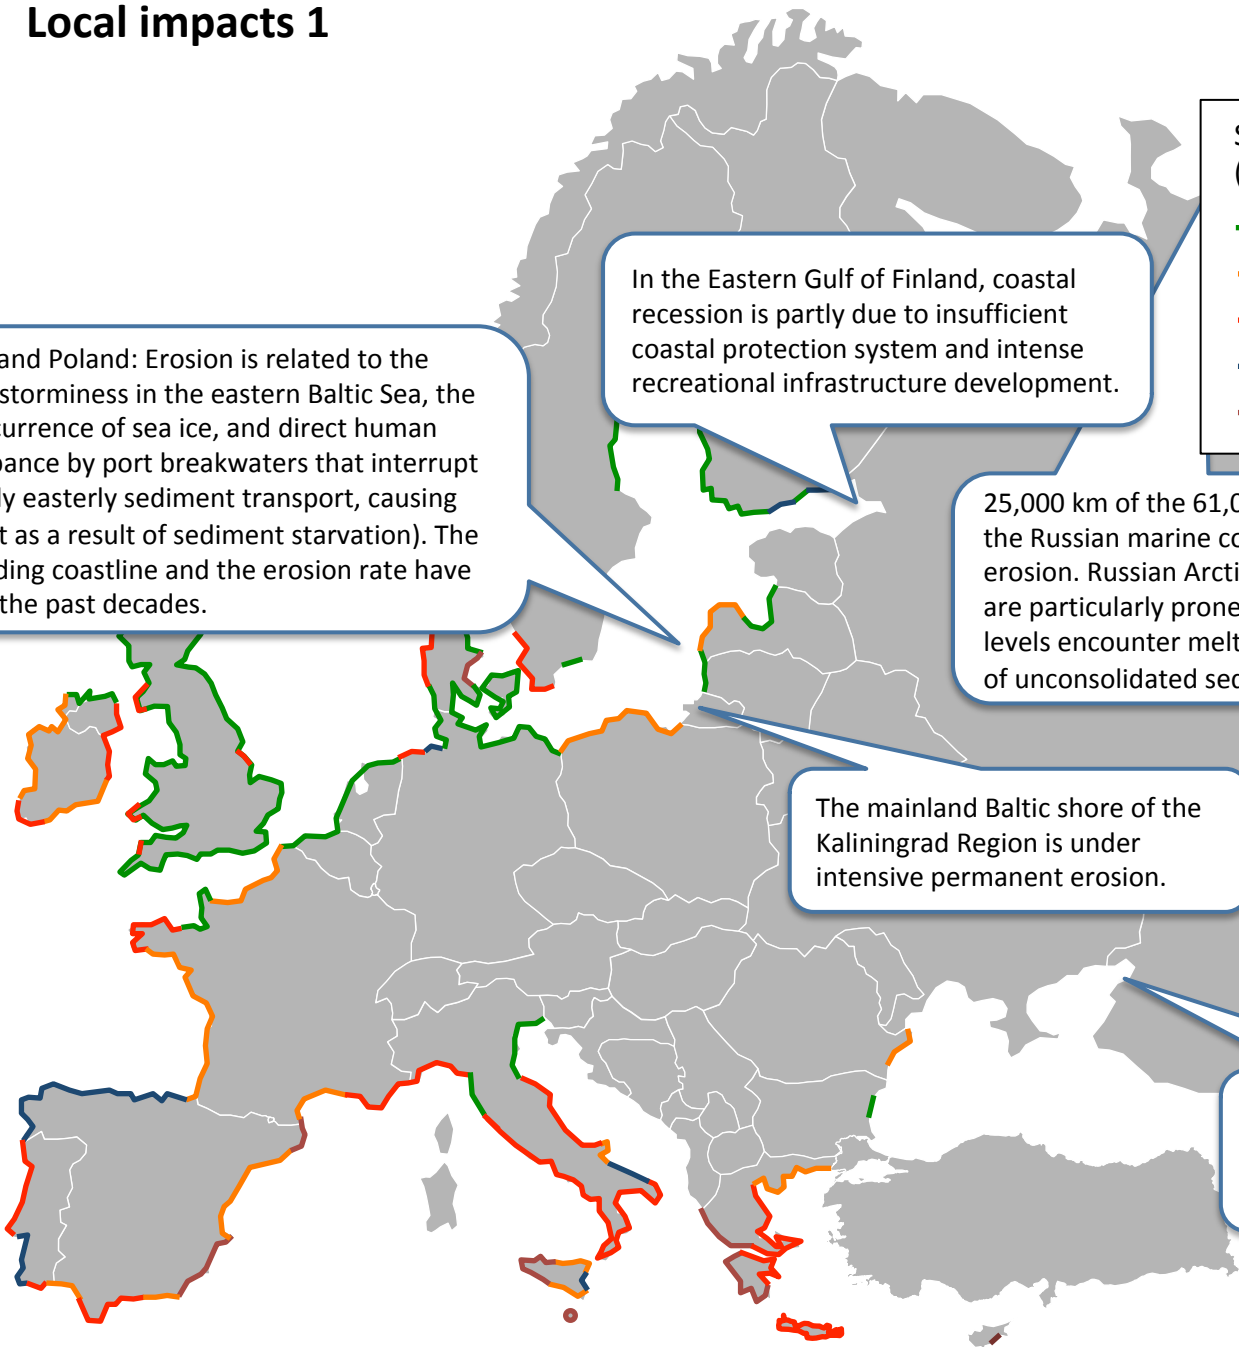 Local impacts 1
S
(
In the Eastern Gulf of Finland, coastal
recession is partly due to insufficient
coastal protection system and intense
recreational infrastructure development.
and Poland: Erosion is related to the
storminess in the eastern Baltic Sea, the
currence of sea ice, and direct human
bance by port breakwaters that interrupt
ly easterly sediment transport, causing
t as a result of sediment starvation). The
ding coastline and the erosion rate have
the past decades.
25,000 km of the 61,0
the Russian marine co
erosion. Russian Arcti
are particularly prone
levels encounter melt
of unconsolidated sed
The mainland Baltic shore of the
Kaliningrad Region is under
intensive permanent erosion.